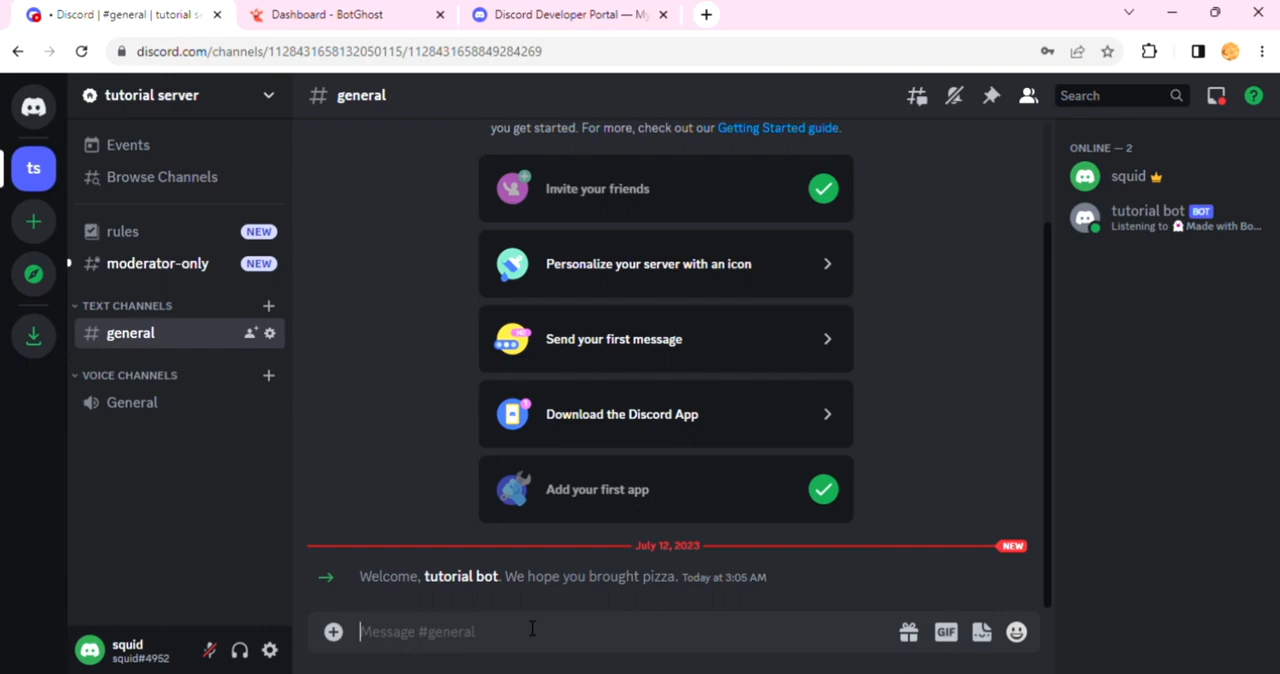 • Discord | #general | tutorial s
Dashboard - BotGhost
Discord Developer Portal — My
discord.com/channels/1128431658132050115/1128431658849284269
tutorial server
Events
Browse Channels
rules
NEW
moderator-only
NEW
TEXT CHANNELS
general
VOICE CHANNELS
General
squid
squid#4952
ts
# general
Search
you get started. For more, check out our Getting Started guide.
Invite your friends
Personalize your server with an icon
Send your first message
Download the Discord App
Add your first app
July 12, 2023
NEW
Welcome, tutorial bot. We hope you brought pizza. Today at 3:05 AM
Message #general
GIF
ONLINE — 2
squid
tutorial bot BOT
Listening to Made with Bo...